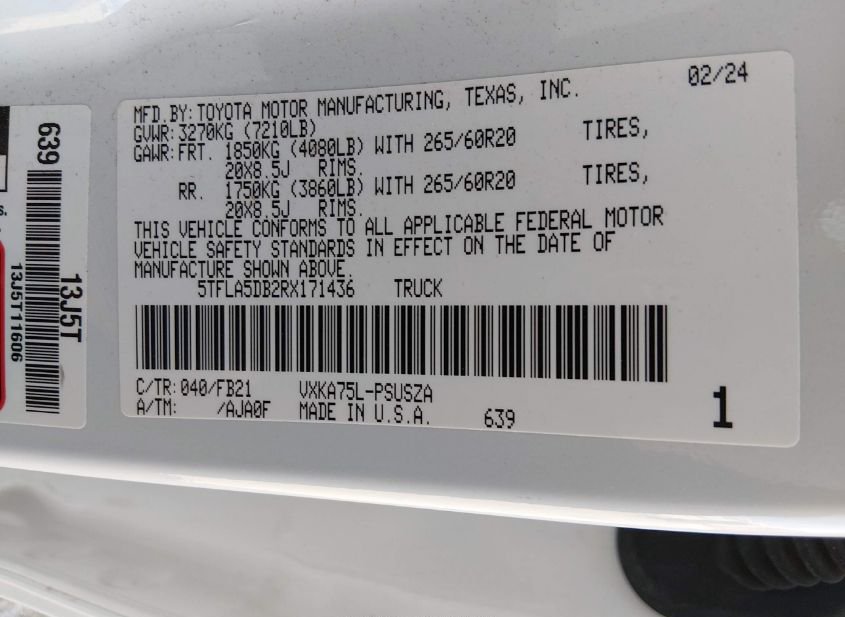 MFD.BY: TOYOTA MOTOR MANUFACTURING, TEXAS, INC. 02/24
GVWR: 3270KG (7210LB)
GAWR: FRT. 1850KG (4080LB) WITH 265/60R20 TIRES,
20X8.5J RIMS.
RR. 1750KG (3860LB) WITH 265/60R20 TIRES,
20X8.5J RIMS.
THIS VEHICLE CONFORMS TO ALL APPLICABLE FEDERAL MOTOR
VEHICLE SAFETY STANDARDS IN EFFECT ON THE DATE OF
MANUFACTURE SHOWN ABOVE.
5TFLA5DB2RX171436 TRUCK
C/TR: 040/FB21 VXKA75L-PSUSZA
A/TM: /AJA0F MADE IN U.S.A. 639
1
639
13J5T
13J5T11606